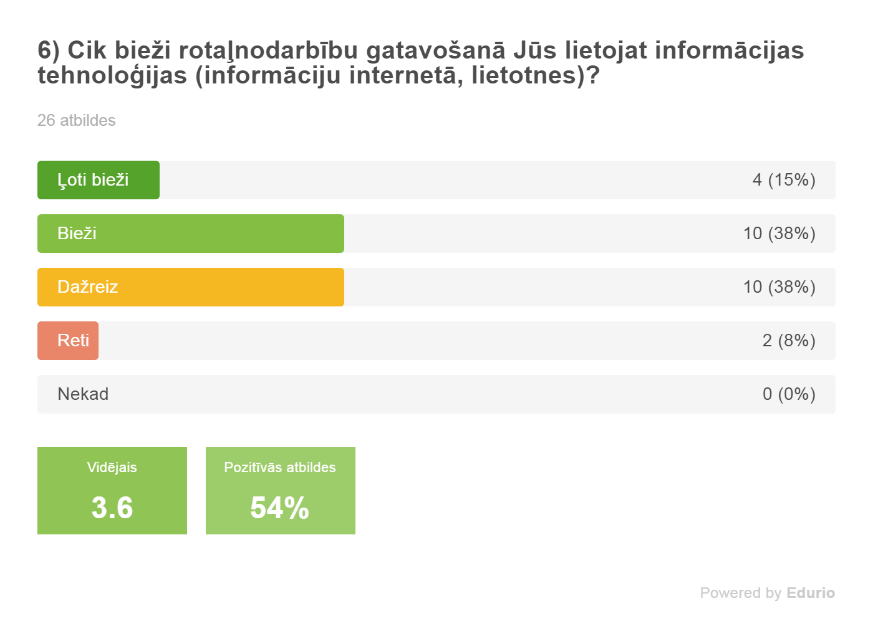 6) Cik bieži rotaļnodarbību gatavošanā Jūs lietojat informācijas
tehnoloģijas (informāciju internetā, lietotnes)?
26 atbildes
Ļoti bieži 4 (15%)
Bieži 10 (38%)
Dažreiz 10 (38%)
Reti 2 (8%)
Nekad 0 (0%)
Vidējais Pozitīvās atbildes
3.6 54%
Powered by Edurio